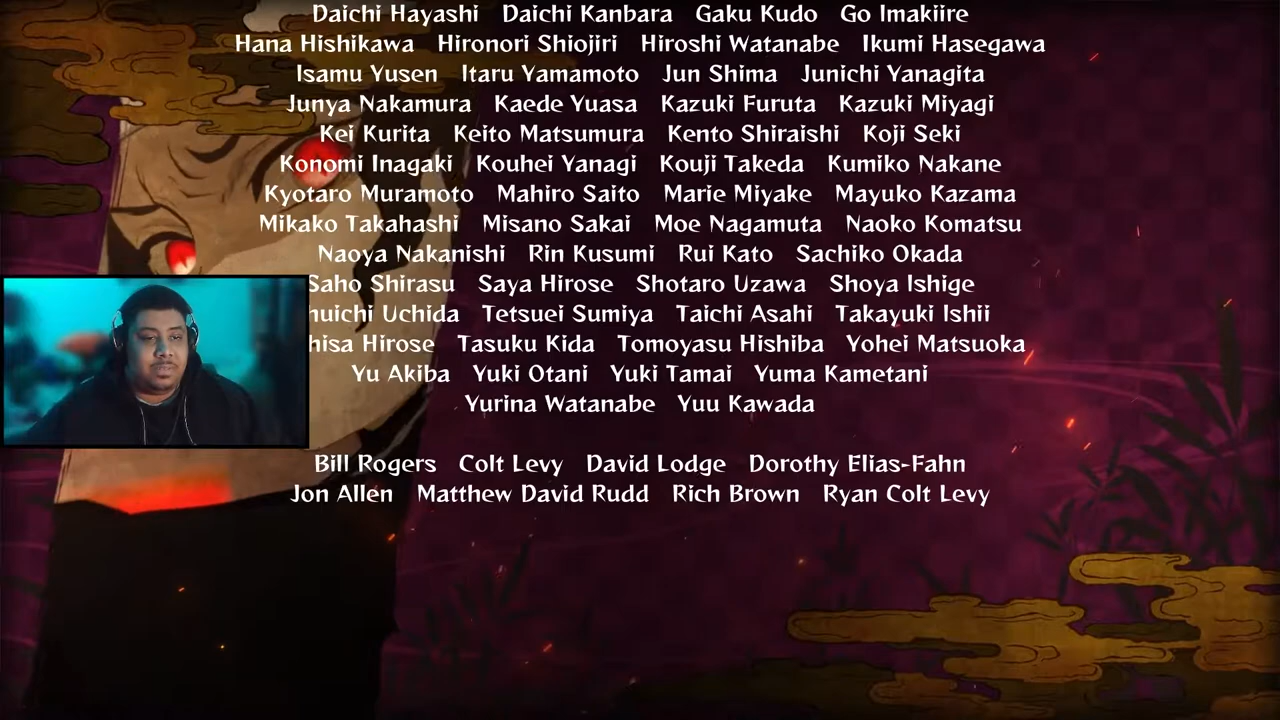 Daichi Hayashi Daichi Kanbara Gaku Kudo Go Imakiire
Hana Hishikawa Hironori Shiojiri Hiroshi Watanabe Ikumi Hasegawa
Isamu Yusen Itaru Yamamoto Jun Shima Junichi Yanagita
Junya Nakamura Kaede Yuasa Kazuki Furuta Kazuki Miyagi
Kei Kurita Keito Matsumura Kento Shiraishi Koji Seki
Konomi Inagaki Kouhei Yanagi Kouji Takeda Kumiko Nakane
Kyotaro Muramoto Mahiro Saito Marie Miyake Mayuko Kazama
Mikako Takahashi Misano Sakai Moe Nagamuta Naoko Komatsu
Naoya Nakanishi Rin Kusumi Rui Kato Sachiko Okada
Saho Shirasu Saya Hirose Shotaro Uzawa Shoya Ishige
Uchida Tetsuei Sumiya Taichi Asahi Takayuki Ishii
Hirose Tasuku Kida Tomoyasu Hishiba Yohei Matsuoka
Yu Akiba Yuki Otani Yuki Tamai Yuma Kametani
Yurina Watanabe Yuu Kawada
Bill Rogers Colt Levy David Lodge Dorothy Elias-Fahn
Jon Allen Matthew David Rudd Rich Brown Ryan Colt Levy